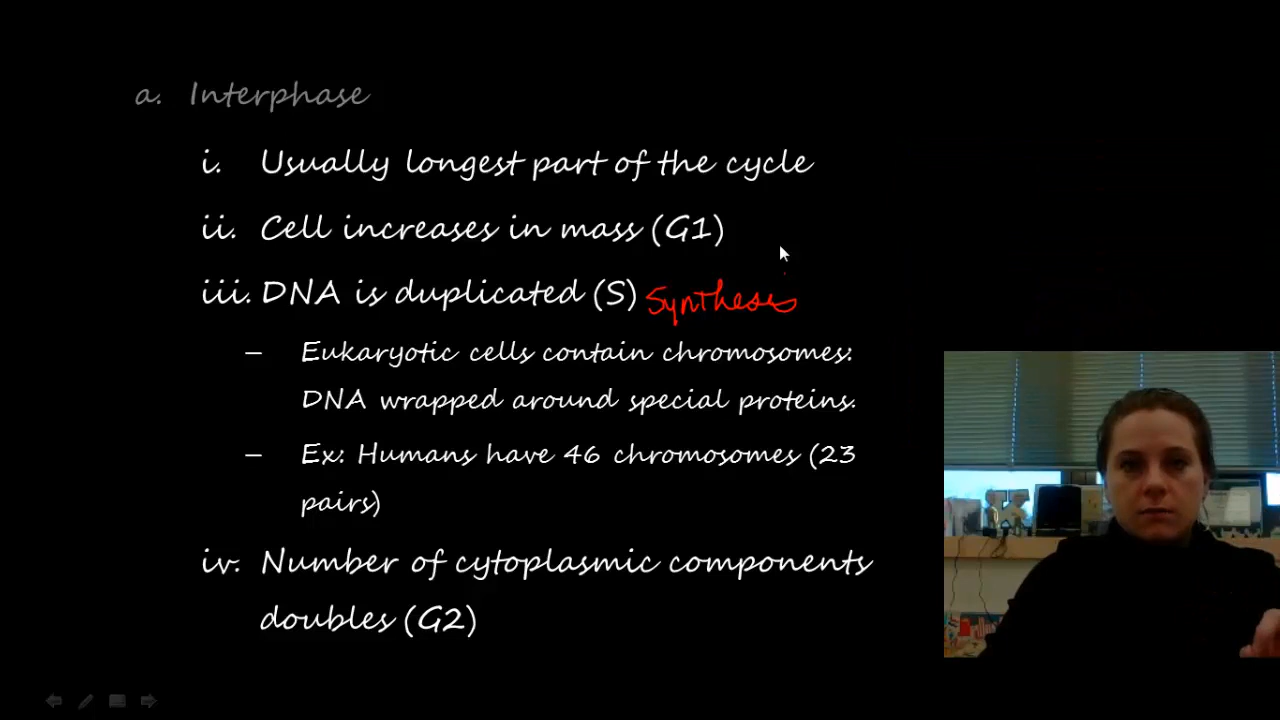 a. Interphase
i. Usually longest part of the cycle
ii. Cell increases in mass (G1)
iii. DNA is duplicated (S) Synthesis
– Eukaryotic cells contain chromosomes:
DNA wrapped around special proteins.
– Ex: Humans have 46 chromosomes (23
pairs)
iv. Number of cytoplasmic components
doubles (G2)